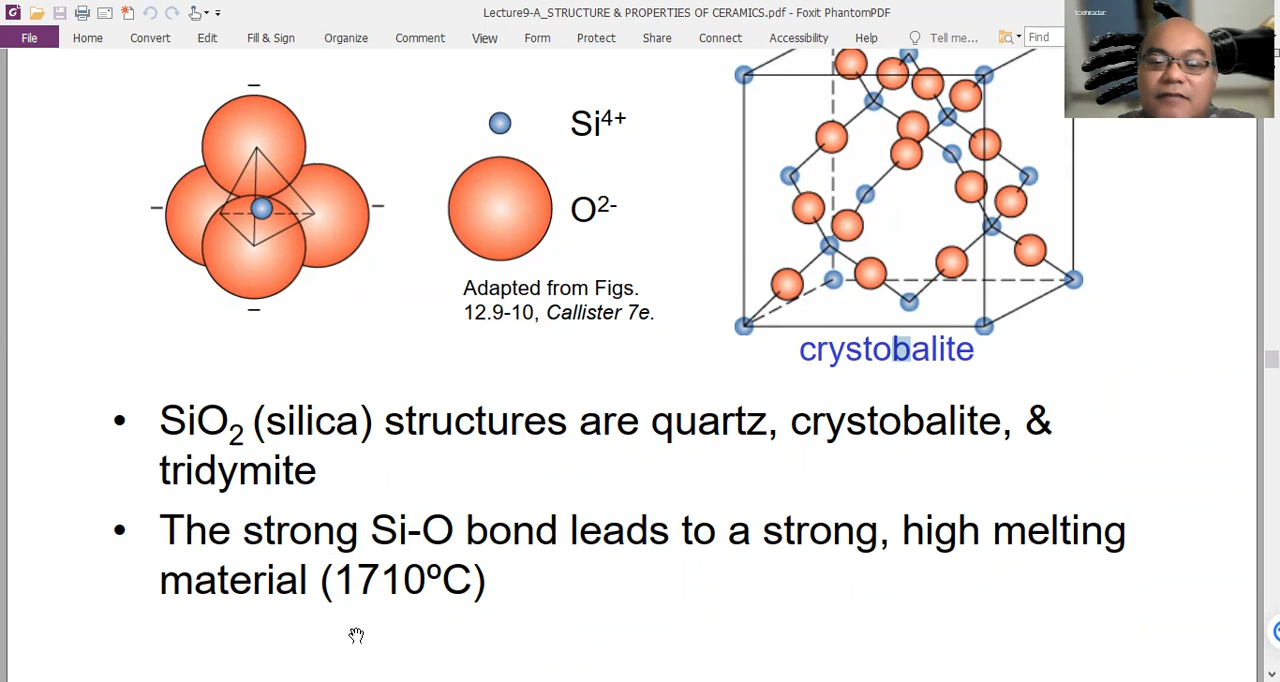 Lecture9-A_STRUCTURE & PROPERTIES OF CERAMICS.pdf - Foxit PhantomPDF
File Home Convert Edit Fill & Sign Organize Comment View Form Protect Share Connect Accessibility Help Tell me... Find
techradar.
Si4+
O2-
Adapted from Figs.
12.9-10, Callister 7e.
crystobalite
• SiO2 (silica) structures are quartz, crystobalite, &
tridymite
• The strong Si-O bond leads to a strong, high melting
material (1710ºC)